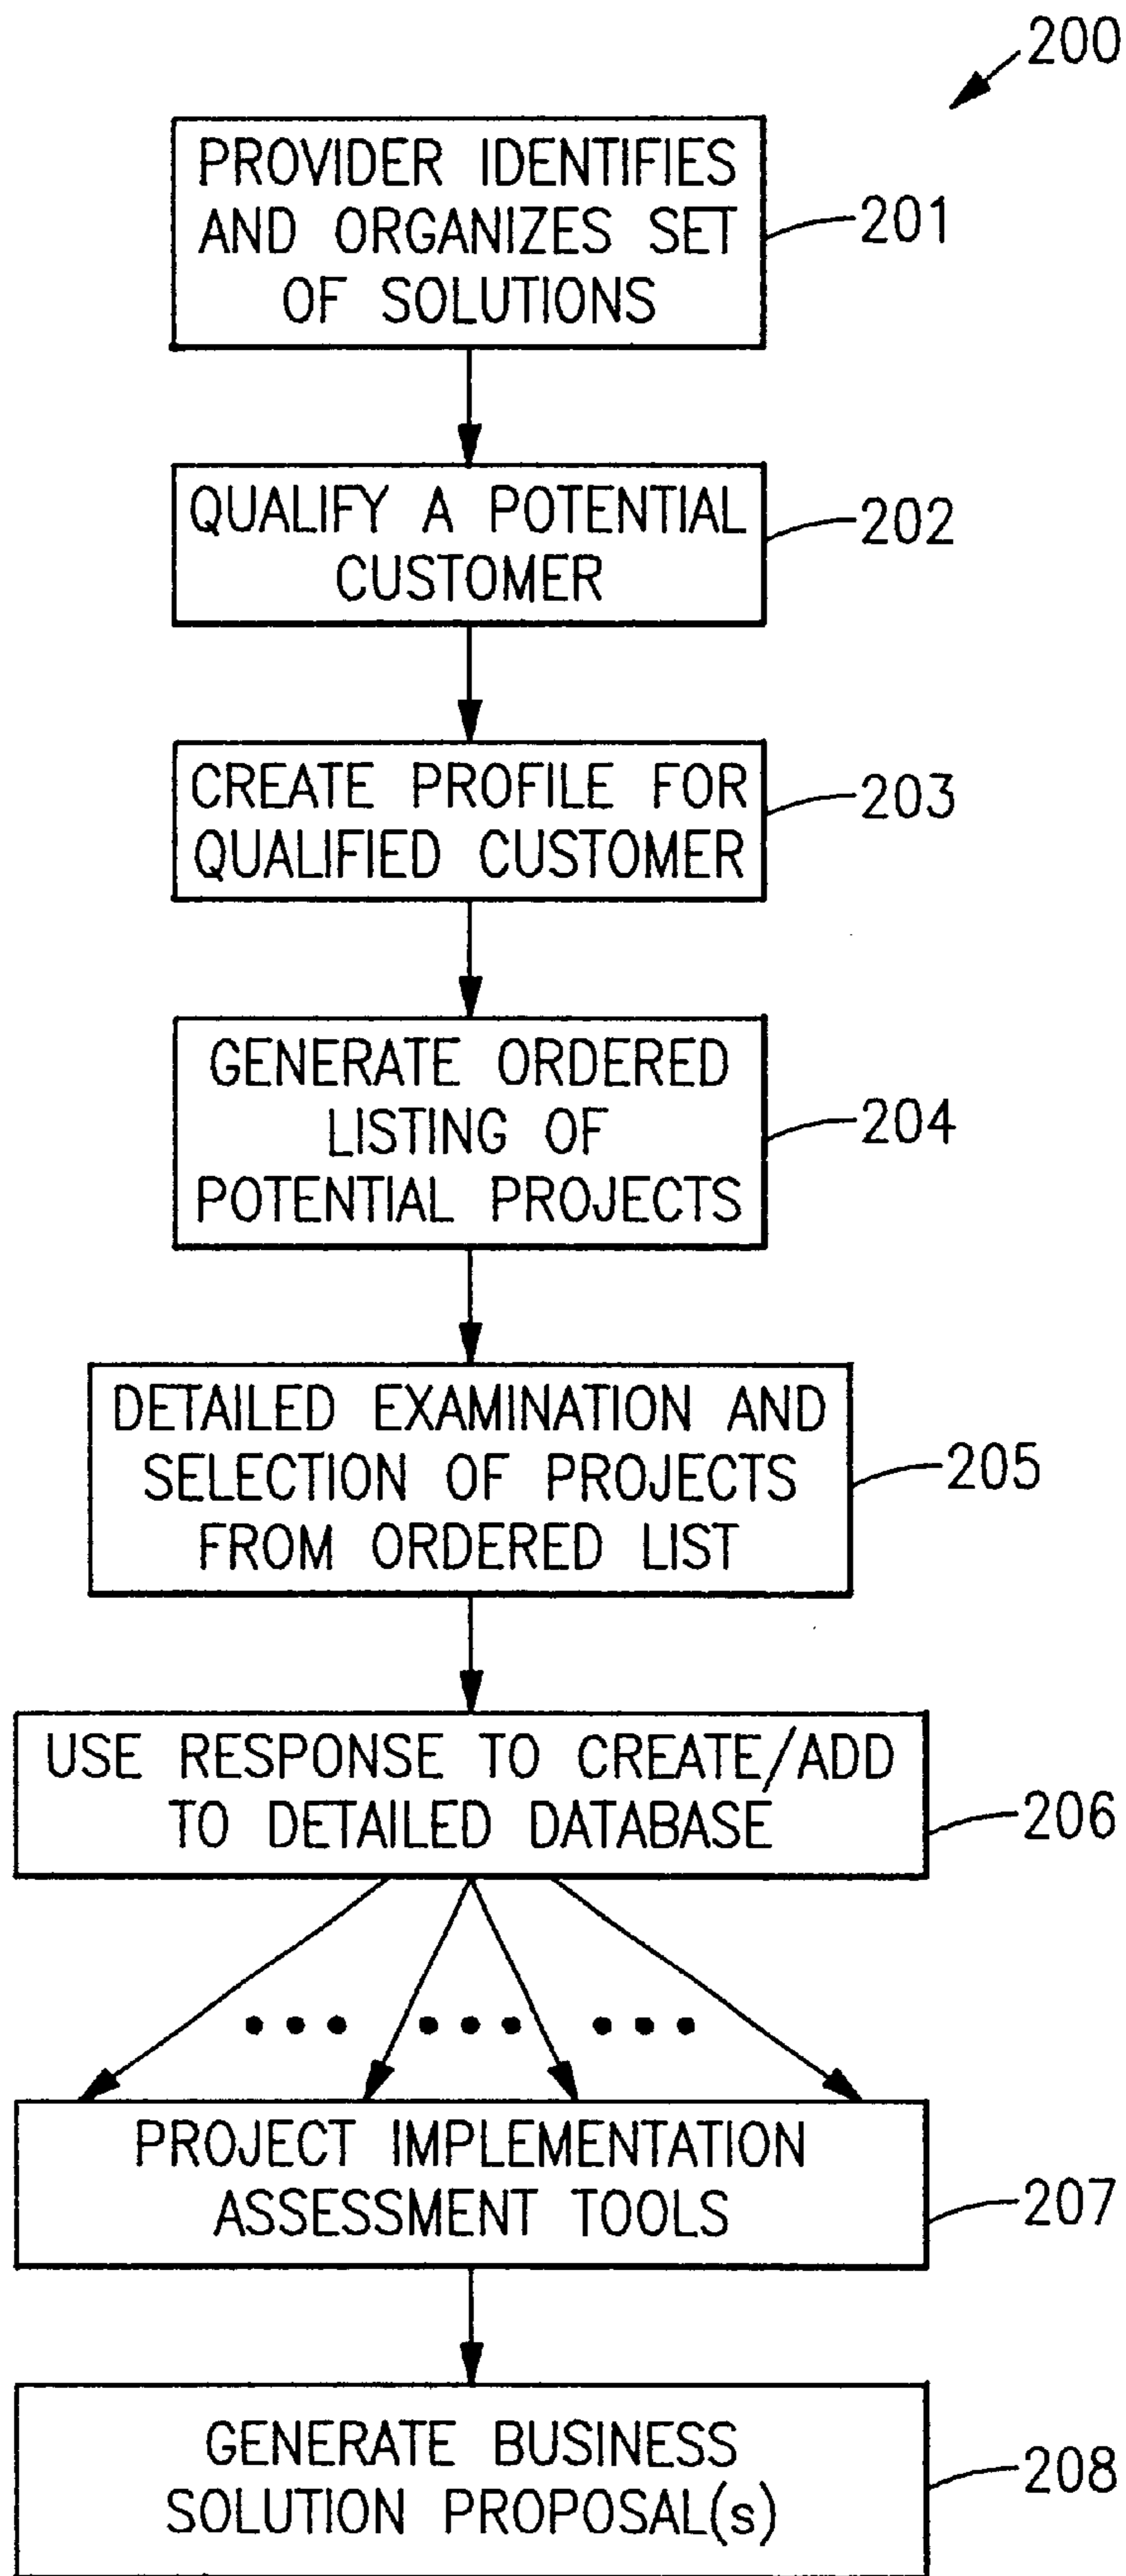 200
PROVIDER IDENTIFIES
AND ORGANIZES SET
OF SOLUTIONS
201
QUALIFY A POTENTIAL
CUSTOMER
202
CREATE PROFILE FOR
QUALIFIED CUSTOMER
203
GENERATE ORDERED
LISTING OF
POTENTIAL PROJECTS
204
DETAILED EXAMINATION AND
SELECTION OF PROJECTS
FROM ORDERED LIST
205
USE RESPONSE TO CREATE/ADD
TO DETAILED DATABASE
206
PROJECT IMPLEMENTATION
ASSESSMENT TOOLS
207
GENERATE BUSINESS
SOLUTION PROPOSAL(s)
208